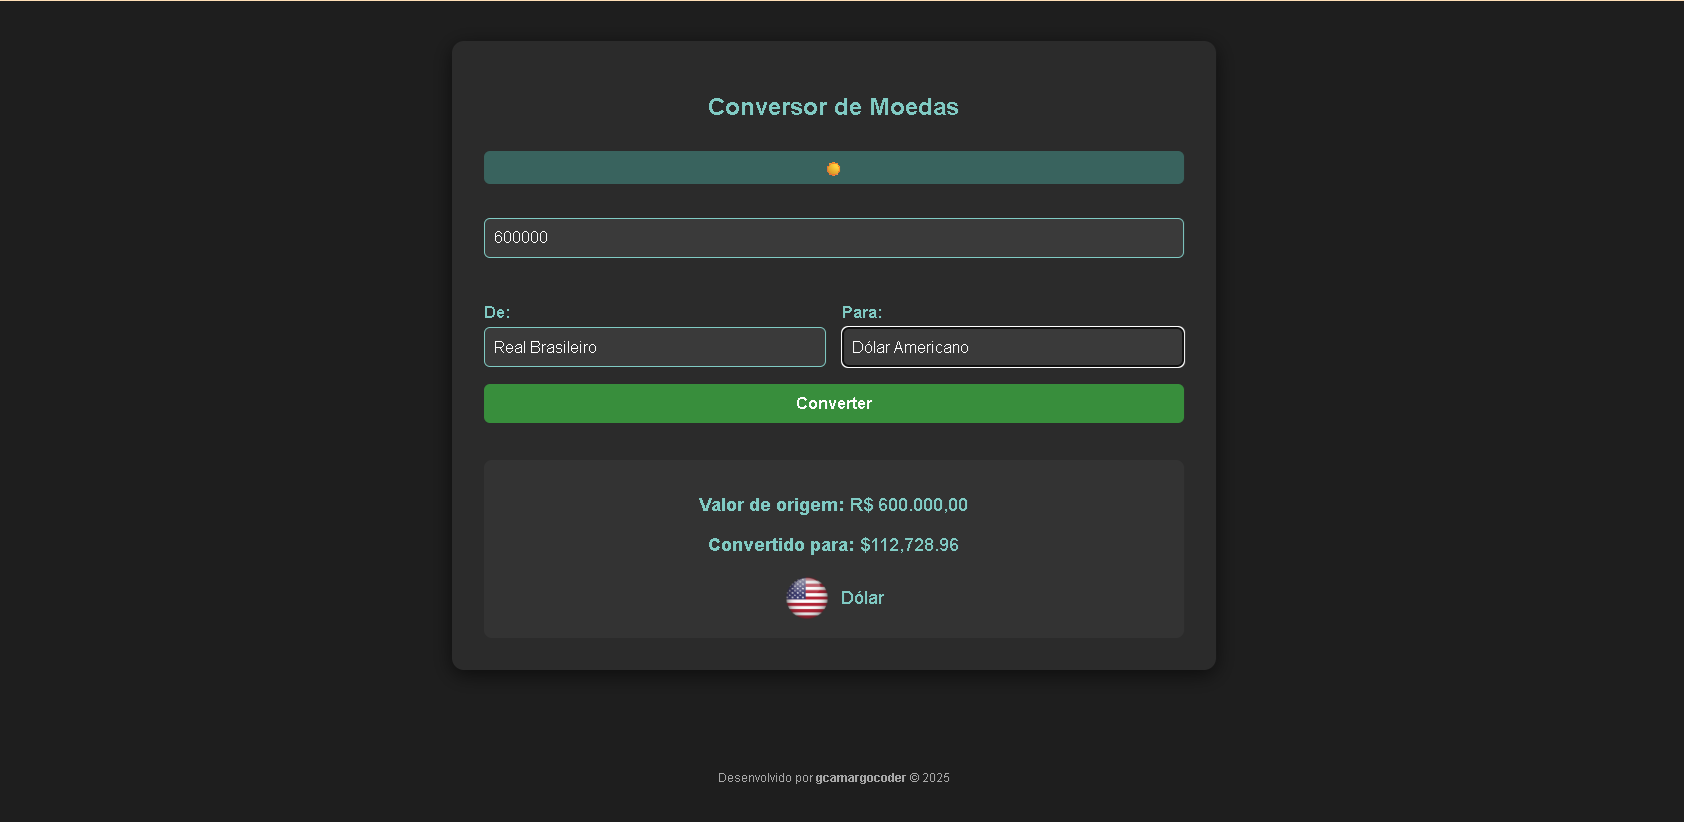 Conversor de Moedas
600000
De: Para:
Real Brasileiro Dólar Americano
Converter
Valor de origem: R$ 600.000,00
Convertido para: $112,728.96
Dólar
Desenvolvido por gcamargocoder © 2025